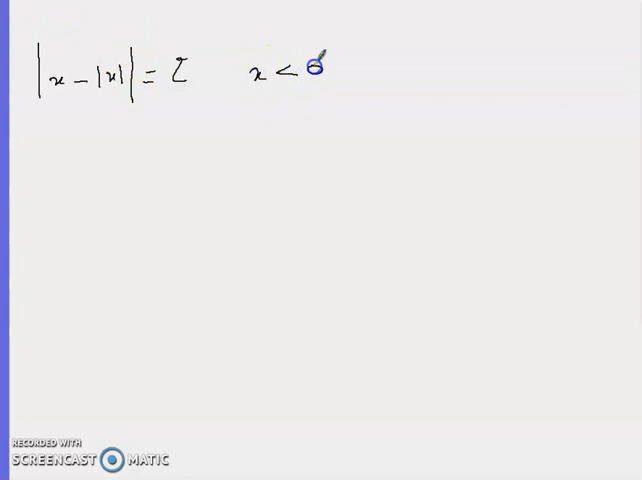 |x - |x|| = 2 x < 0
RECORDED WITH
SCREENCAST MATIC